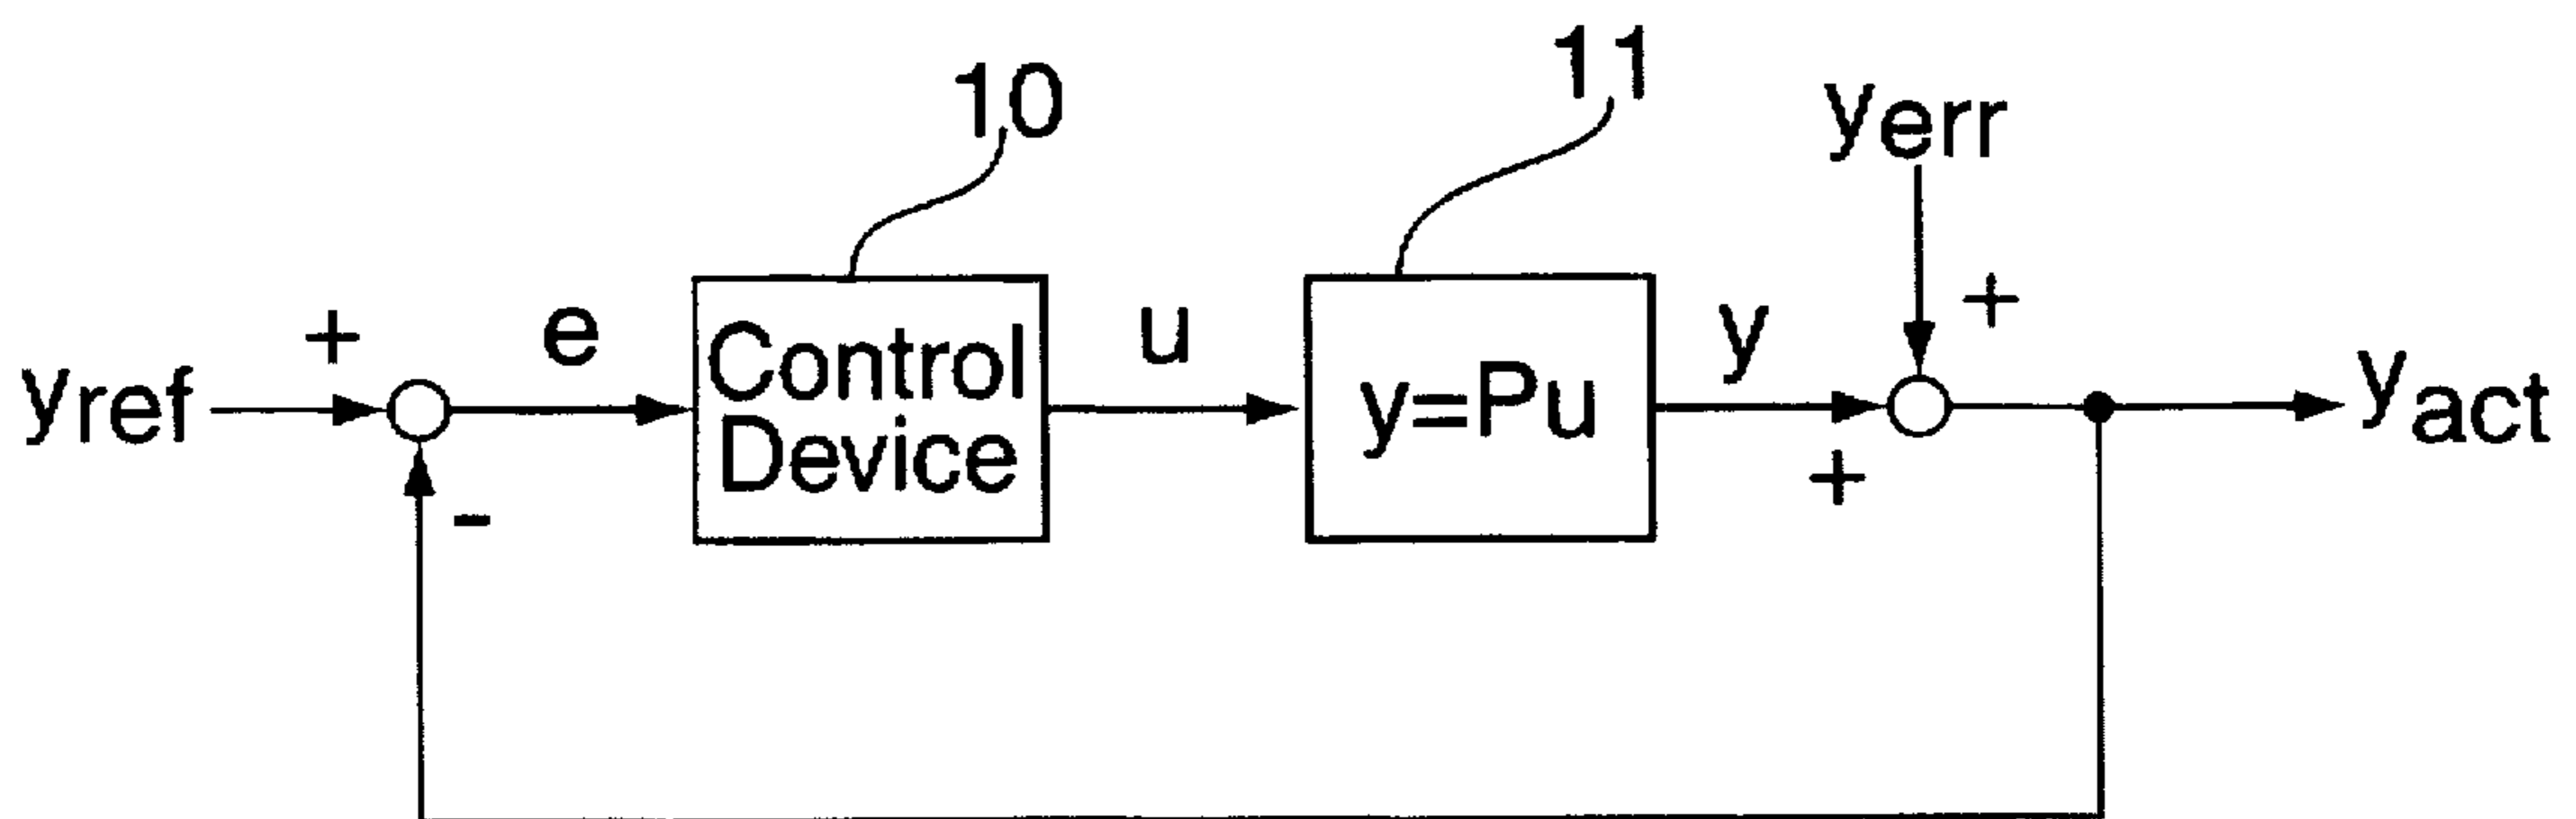 10
11
yerr
+
+
e
u
y
yref
Control
Device
y=Pu
yact
+
-